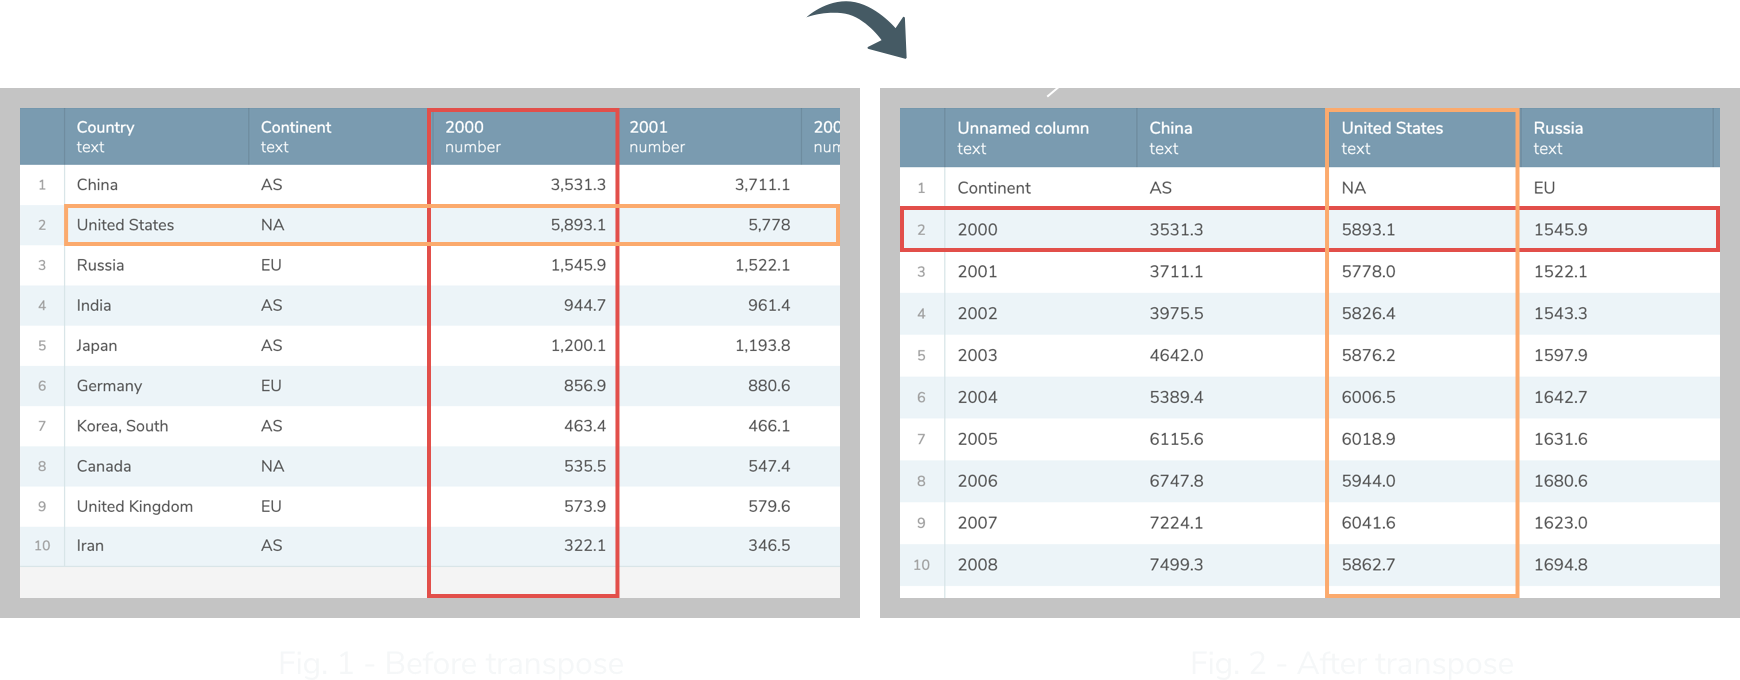 Country Continent 2000 2001 200
text text number number num
1 China AS 3,531.3 3,711.1
2 United States NA 5,893.1 5,778
3 Russia EU 1,545.9 1,522.1
4 India AS 944.7 961.4
5 Japan AS 1,200.1 1,193.8
6 Germany EU 856.9 880.6
7 Korea, South AS 463.4 466.1
8 Canada NA 535.5 547.4
9 United Kingdom EU 573.9 579.6
10 Iran AS 322.1 346.5
Fig. 1 - Before transpose
Unnamed column China United States Russia
text text text text
1 Continent AS NA EU
2 2000 3531.3 5893.1 1545.9
3 2001 3711.1 5778.0 1522.1
4 2002 3975.5 5826.4 1543.3
5 2003 4642.0 5876.2 1597.9
6 2004 5389.4 6006.5 1642.7
7 2005 6115.6 6018.9 1631.6
8 2006 6747.8 5944.0 1680.6
9 2007 7224.1 6041.6 1623.0
10 2008 7499.3 5862.7 1694.8
Fig. 2 - After transpose